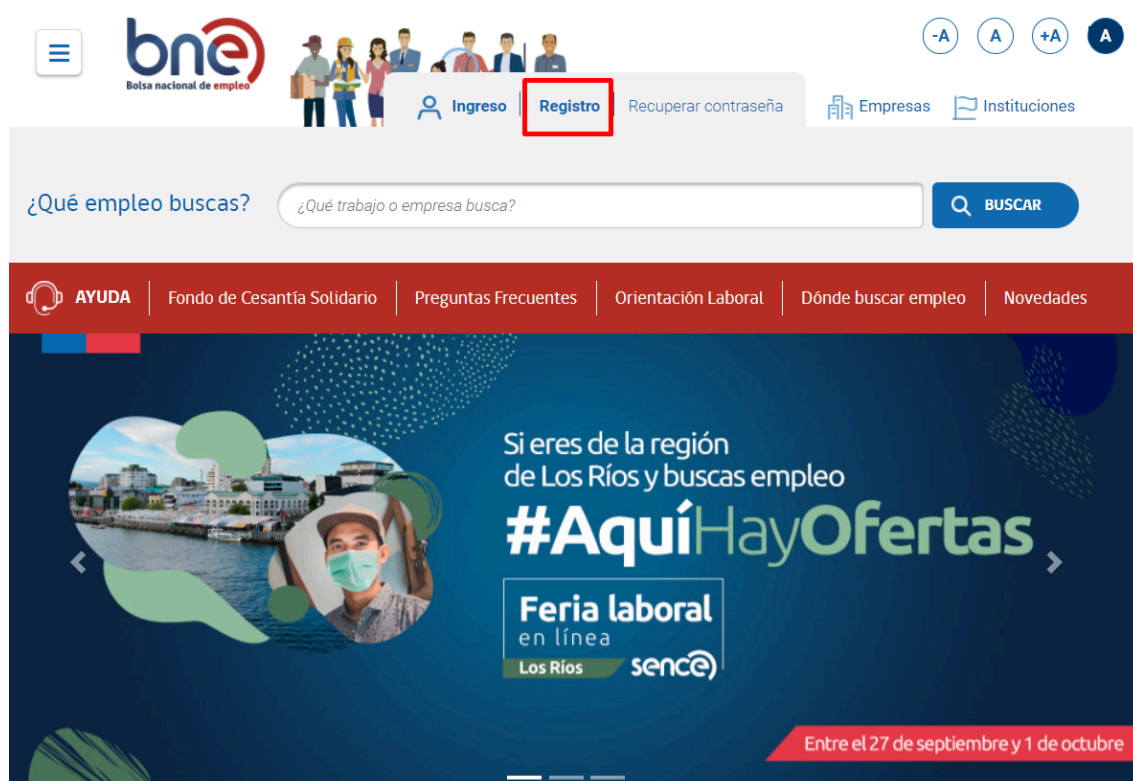 bne
Bolsa nacional de empleo
-A A +A A
Ingreso Registro Recuperar contraseña Empresas Instituciones
¿Qué empleo buscas? ¿Qué trabajo o empresa busca? BUSCAR
AYUDA Fondo de Cesantía Solidario Preguntas Frecuentes Orientación Laboral Dónde buscar empleo Novedades
Si eres de la región
de Los Ríos y buscas empleo
#AquíHayOfertas
Feria laboral
en línea
Los Ríos sence
Entre el 27 de septiembre y 1 de octubre